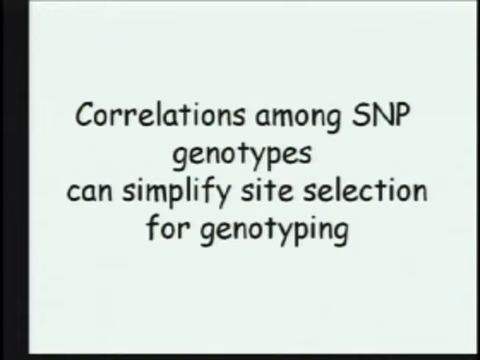 Correlations among SNP
genotypes
can simplify site selection
for genotyping